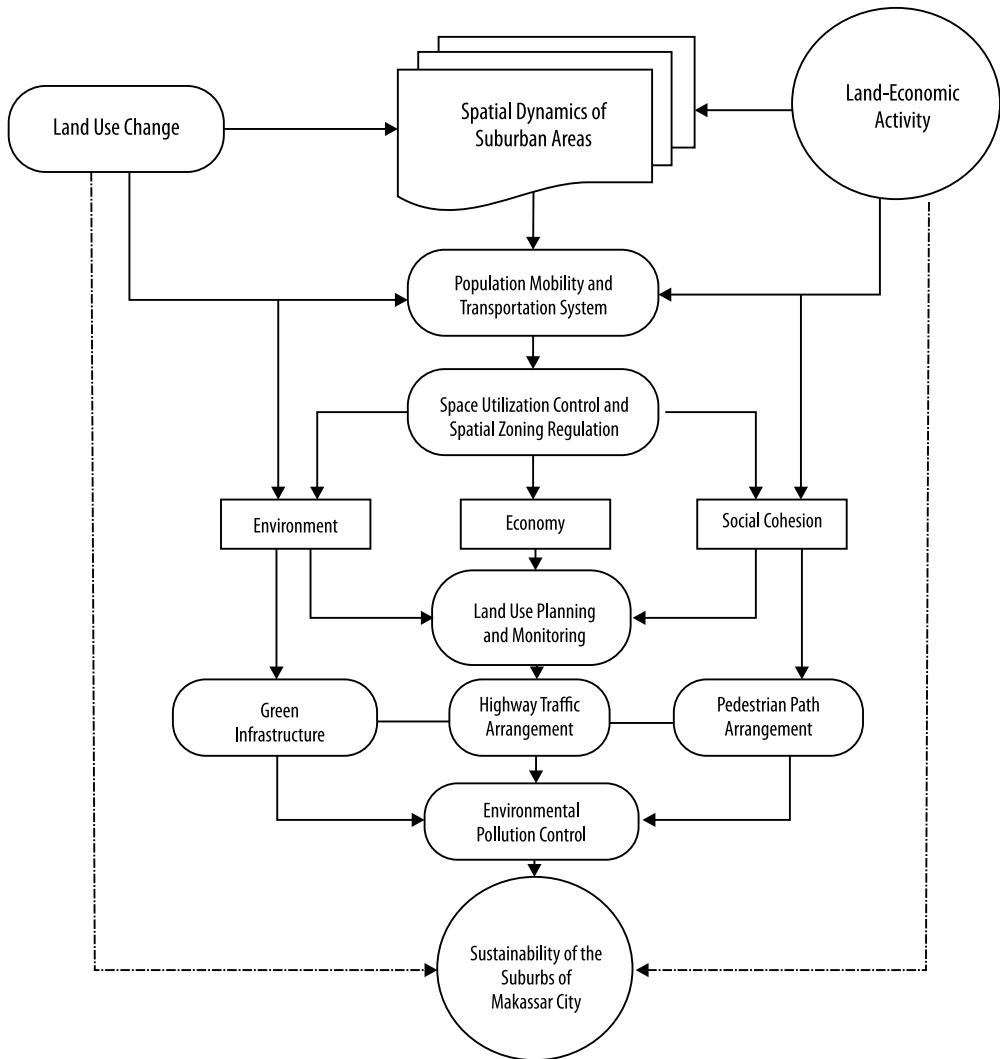 Land Use Change
Spatial Dynamics of
Suburban Areas
Land-Economic
Activity
Population Mobility and
Transportation System
Space Utilization Control and
Spatial Zoning Regulation
Environment
Economy
Social Cohesion
Land Use Planning
and Monitoring
Green
Infrastructure
Highway Traffic
Arrangement
Pedestrian Path
Arrangement
Environmental
Pollution Control
Sustainability of the
Suburbs of
Makassar City